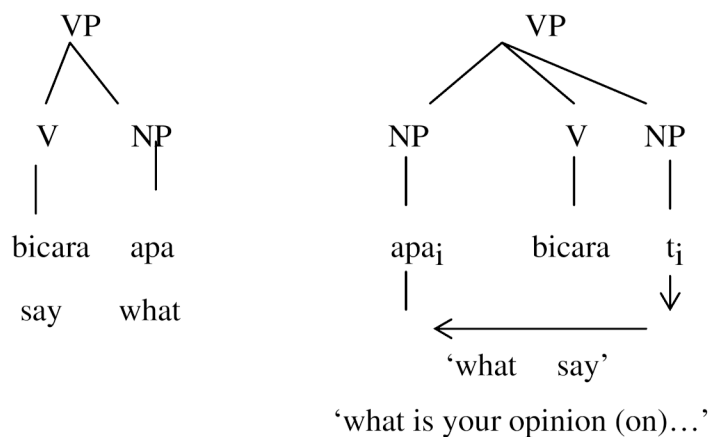 VP
V NP
bicara apa
say what
VP
NP V NP
apai bicara ti
‘what say’
‘what is your opinion (on)…’